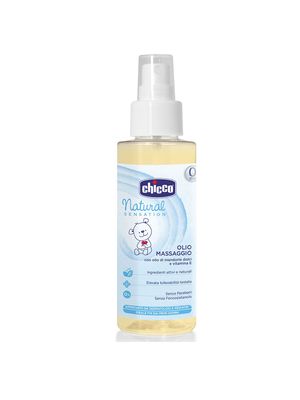 chicco
Natural
SENSATION
OLIO
MASSAGGIO
con olio di mandorle dolci
e vitamina E
Ingredienti attivi e naturali
Elevata tollerabilità testata
Senza Parabeni
Senza Fenossietanolo